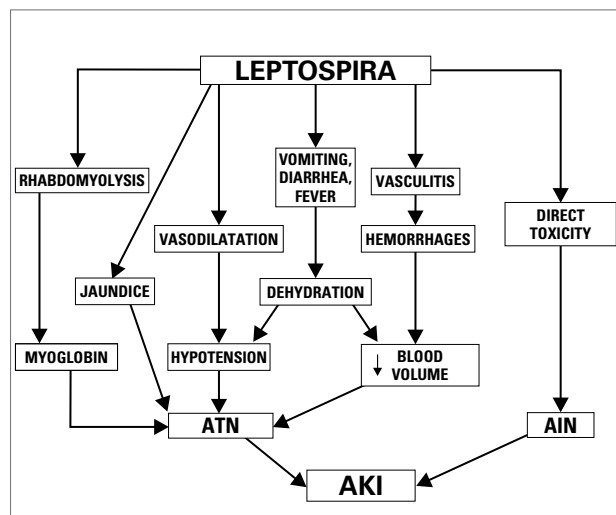 LEPTOSPIRA
RHABDOMYOLYSIS
VOMITING,
DIARRHEA,
FEVER
VASCULITIS
DIRECT
TOXICITY
VASODILATATION
HEMORRHAGES
JAUNDICE
DEHYDRATION
MYOGLOBIN
HYPOTENSION
↓ BLOOD
VOLUME
ATN
AIN
AKI